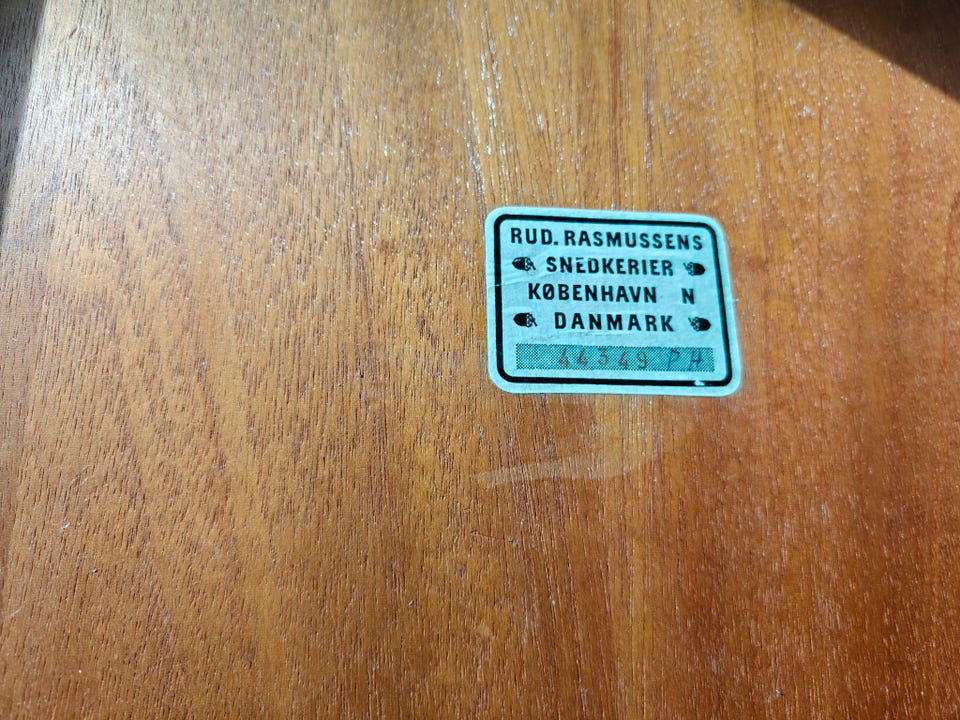 RUD. RASMUSSENS
SNEDKERIER
KØBENHAVN N
DANMARK
44349 PH